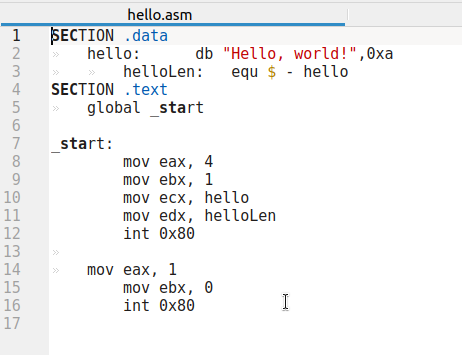 hello.asm
1 SECTION .data
2 » hello: db "Hello, world!",0xa
3 » » helloLen: equ $ - hello
4 SECTION .text
5 » global _start
6
7 _start:
8 mov eax, 4
9 mov ebx, 1
10 mov ecx, hello
11 mov edx, helloLen
12 int 0x80
13 »
14 » mov eax, 1
15 mov ebx, 0
16 int 0x80
17